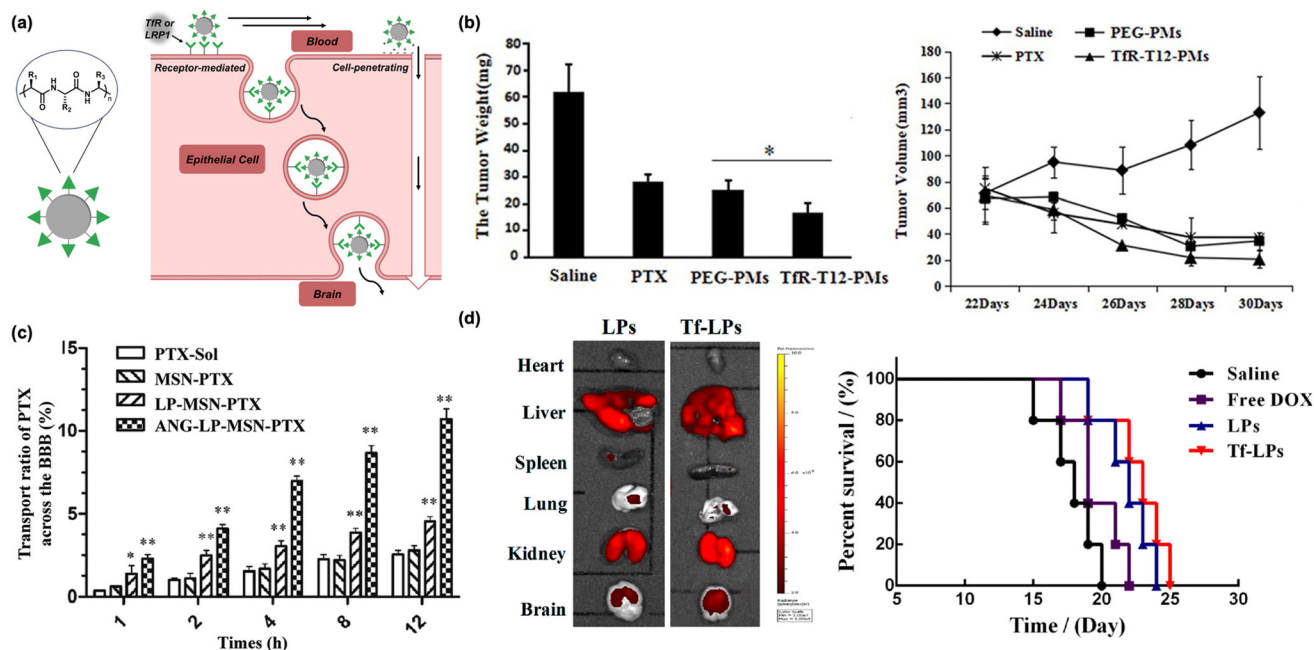 (a)
TfR or
LRP1
Blood
Receptor-mediated
Cell-penetrating
Epithelial Cell
Brain
R1
R2
R3
O
H
N
O
N
H
O
n
(b)
The Tumor Weight(mg)
70
60
50
40
30
20
10
0
*
Saline
PTX
PEG-PMs
TfR-T12-PMs
Saline
PEG-PMs
PTX
TfR-T12-PMs
Tumor Volume(mm3)
180
160
140
120
100
80
60
40
20
0
22Days
24Days
26Days
28Days
30Days
(c)
Transport ratio of PTX
across the BBB (%)
15
10
5
0
PTX-Sol
MSN-PTX
LP-MSN-PTX
ANG-LP-MSN-PTX
*
**
**
**
**
**
**
**
**
**
1
2
4
8
12
Times (h)
(d)
LPs
Tf-LPs
Heart
Liver
Spleen
Lung
Kidney
Brain
Percent survival / (%)
100
80
60
40
20
0
Saline
Free DOX
LPs
Tf-LPs
5
10
15
20
25
30
Time / (Day)